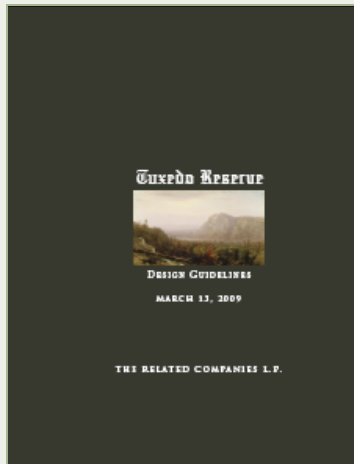 Tuxedo Reserve
Design Guidelines
MARCH 13, 2009
THE RELATED COMPANIES L.P.